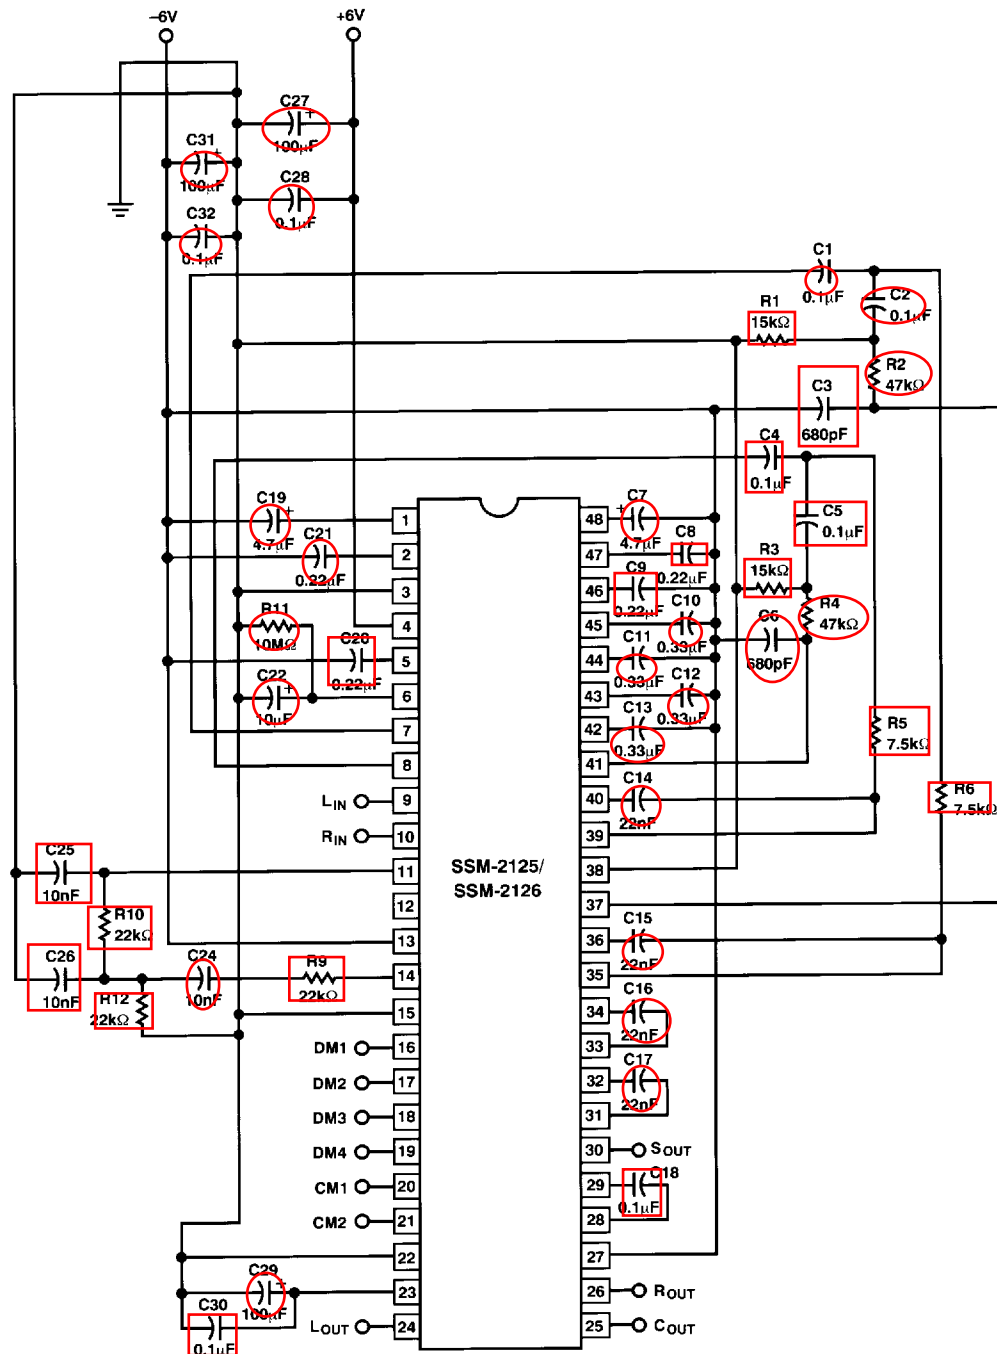 –6V
+6V
C27
+
100µF
C31
+
100µF
C28
0.1µF
C32
0.1µF
C1
0.1µF
C2
0.1µF
R1
15kΩ
R2
47kΩ
C3
680pF
C4
0.1µF
C5
0.1µF
R3
15kΩ
R4
47kΩ
C6
680pF
R5
7.5kΩ
R6
7.5kΩ
C19
+
4.7µF
C21
0.22µF
R11
10MΩ
C20
0.22µF
C22
+
10µF
L IN
R IN
C25
10nF
R10
22kΩ
C26
10nF
R12
22kΩ
C24
10nF
R9
22kΩ
DM1
DM2
DM3
DM4
CM1
CM2
C29
+
100µF
C30
0.1µF
L OUT
1
2
3
4
5
6
7
8
9
10
11
12
13
14
15
16
17
18
19
20
21
22
23
24
SSM-2125/
SSM-2126
48
47
46
45
44
43
42
41
40
39
38
37
36
35
34
33
32
31
30
29
28
27
26
25
C7
+
4.7µF
C8
0.22µF
C9
0.22µF
C10
0.33µF
C11
0.33µF
C12
0.33µF
C13
0.33µF
C14
22nF
C15
22nF
C16
22nF
C17
22nF
S OUT
C18
0.1µF
R OUT
C OUT